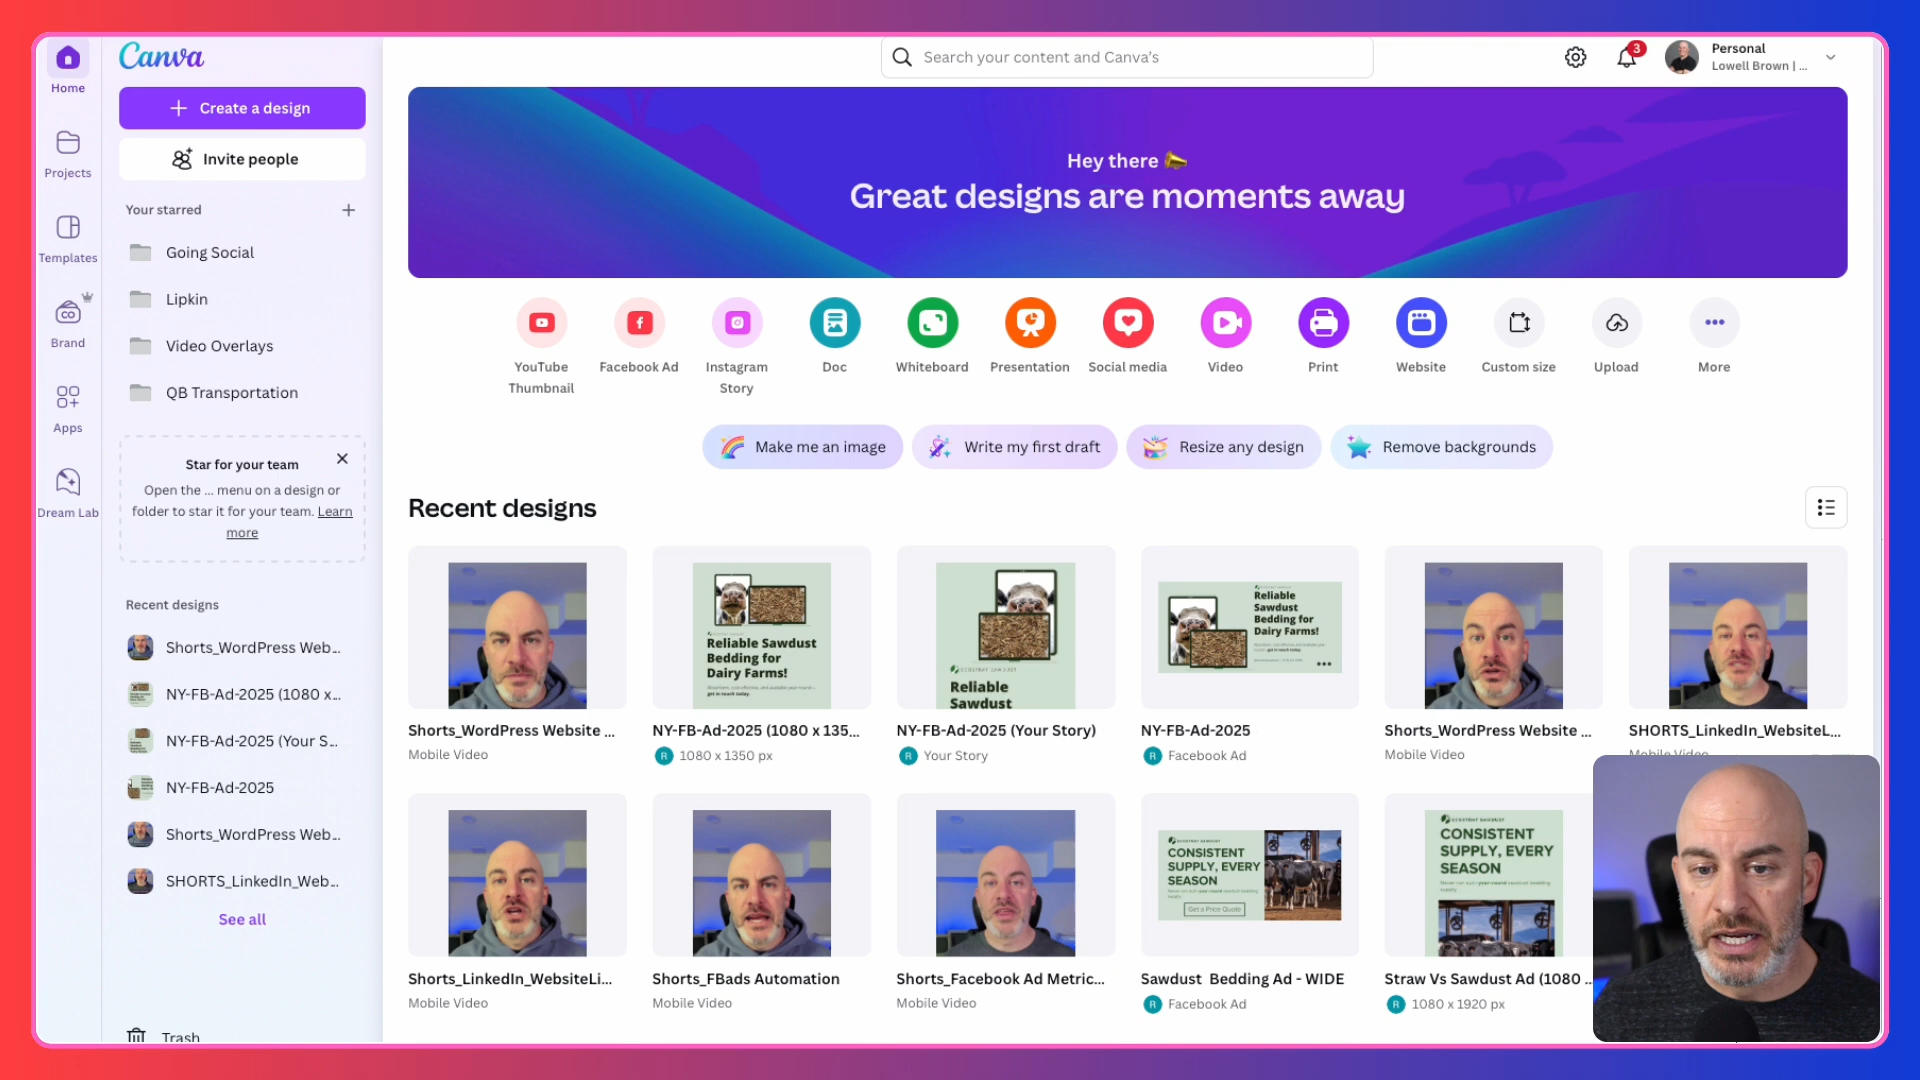 Home
Projects
Templates
Brand
Apps
Dream Lab
Canva
Create a design
Invite people
Your starred
Going Social
Lipkin
Video Overlays
QB Transportation
Star for your team
Open the ... menu on a design or
folder to star it for your team. Learn
more
Recent designs
Shorts_WordPress Web...
NY-FB-Ad-2025 (1080 x...
NY-FB-Ad-2025 (Your S...
NY-FB-Ad-2025
Shorts_WordPress Web...
SHORTS_LinkedIn_Web...
See all
Trash
Search your content and Canva's
3
Personal
Lowell Brown | ...
Hey there
Great designs are moments away
YouTube
Thumbnail
Facebook Ad
Instagram
Story
Doc
Whiteboard
Presentation
Social media
Video
Print
Website
Custom size
Upload
More
Make me an image
Write my first draft
Resize any design
Remove backgrounds
Recent designs
Reliable Sawdust
Bedding for
Dairy Farms!
get in touch today.
Reliable
Sawdust
Reliable
Sawdust
Bedding for
Dairy Farms!
Shorts_WordPress Website ...
Mobile Video
NY-FB-Ad-2025 (1080 x 135...
R 1080 x 1350 px
NY-FB-Ad-2025 (Your Story)
R Your Story
NY-FB-Ad-2025
R Facebook Ad
Shorts_WordPress Website ...
Mobile Video
SHORTS_LinkedIn_WebsiteL...
Mobile Video
CONSISTENT
SUPPLY, EVERY
SEASON
Get a Price Quote
CONSISTENT
SUPPLY, EVERY
SEASON
Shorts_LinkedIn_WebsiteLi...
Mobile Video
Shorts_FBads Automation
Mobile Video
Shorts_Facebook Ad Metric...
Mobile Video
Sawdust Bedding Ad - WIDE
R Facebook Ad
Straw Vs Sawdust Ad (1080 ...
R 1080 x 1920 px